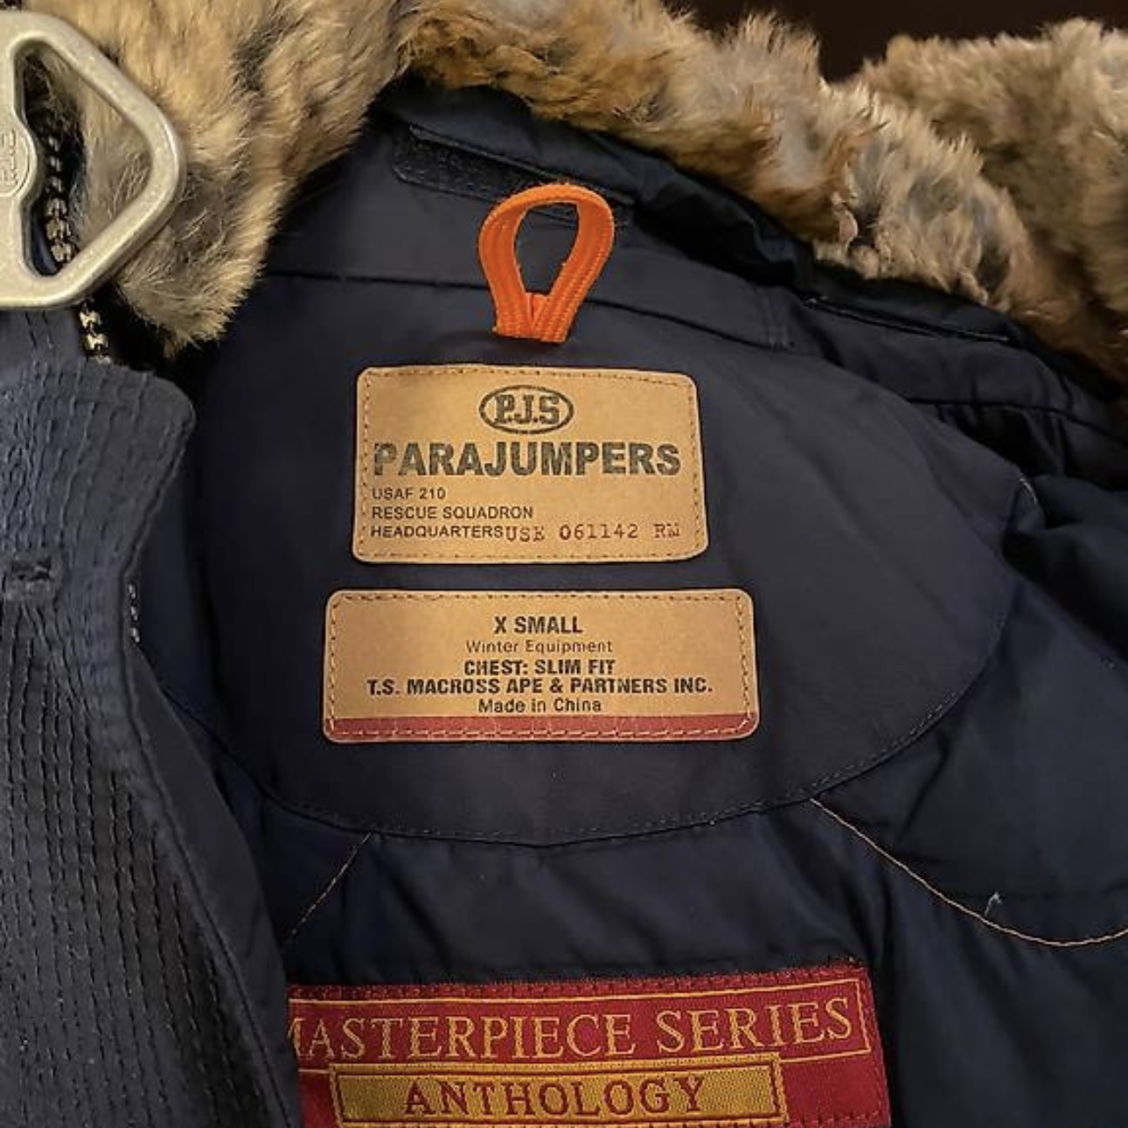 P.J.S
PARAJUMPERS
USAF 210
RESCUE SQUADRON
HEADQUARTERS USE 061142 RM
X SMALL
Winter Equipment
CHEST: SLIM FIT
T.S. MACROSS APE & PARTNERS INC.
Made in China
MASTERPIECE SERIES
ANTHOLOGY